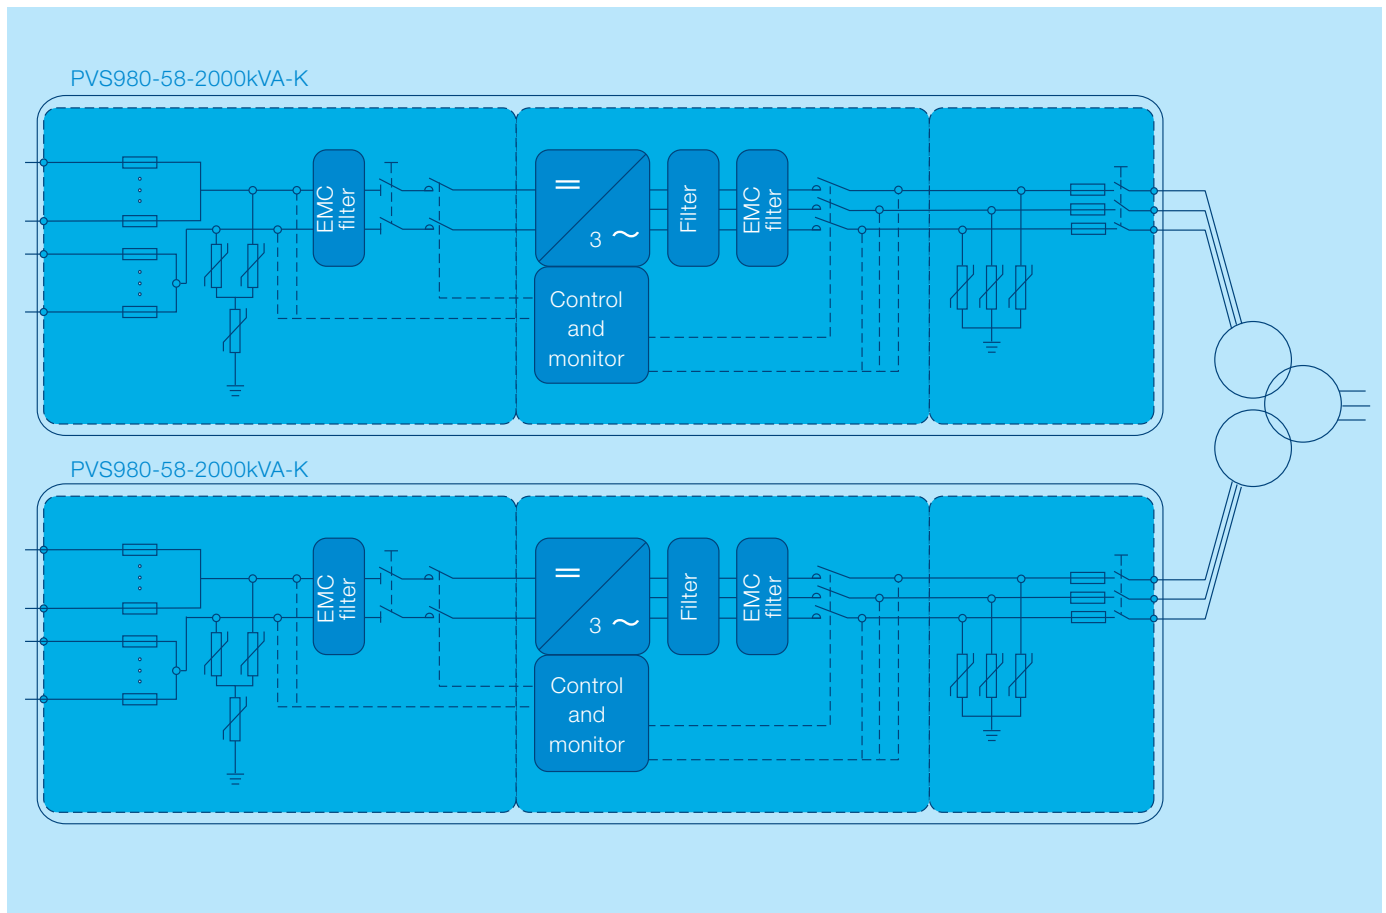 PVS980-58-2000kVA-K
EMC
filter
3
Filter
EMC
filter
Control
and
monitor
PVS980-58-2000kVA-K
EMC
filter
3
Filter
EMC
filter
Control
and
monitor